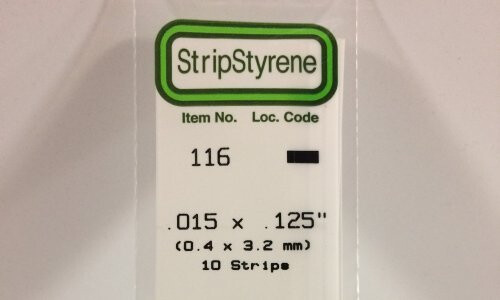 StripStyrene
Item No. Loc. Code
116
.015 x .125"
(0.4 x 3.2 mm)
10 Strips